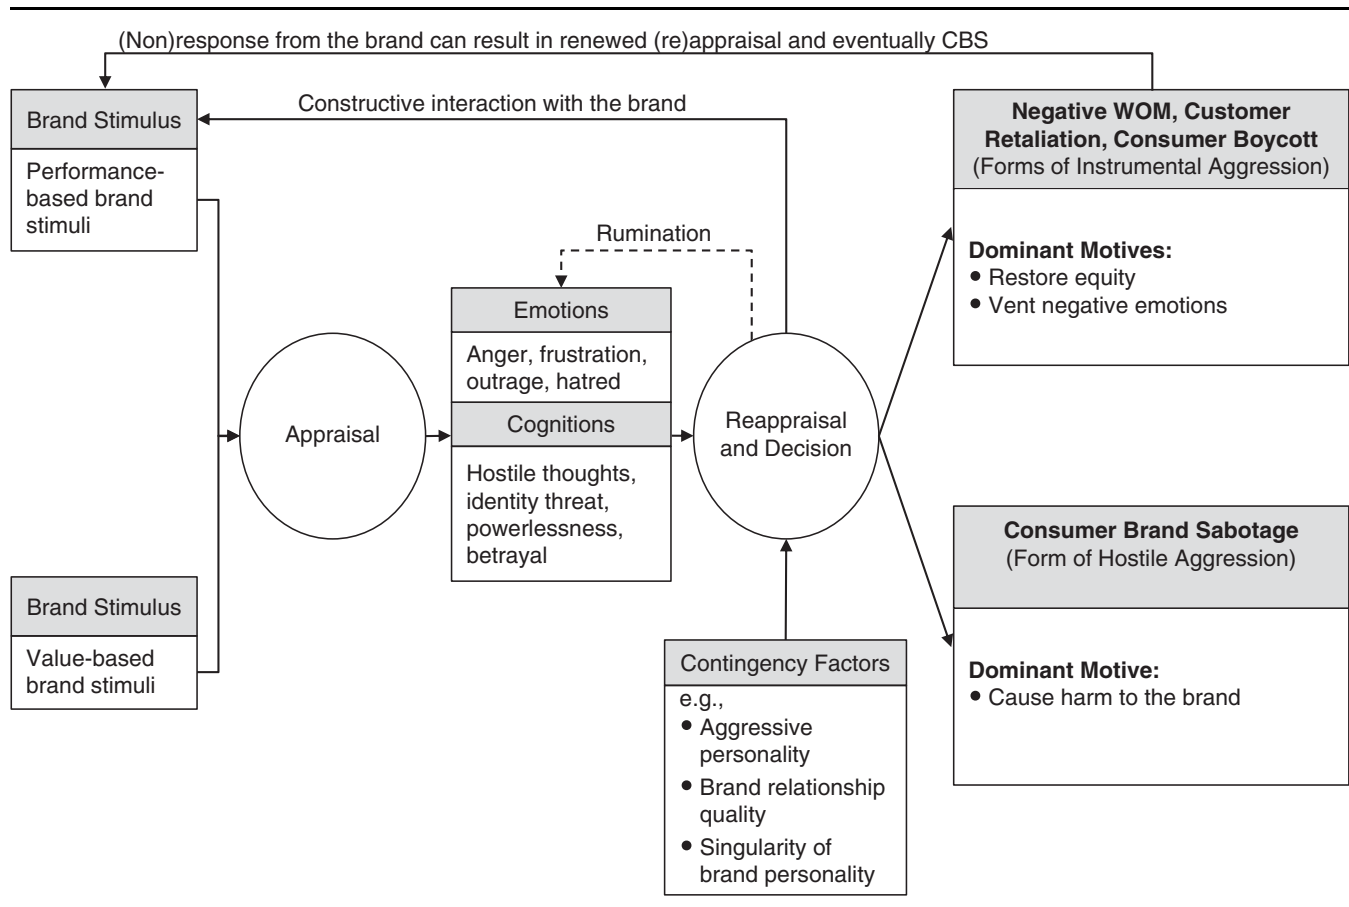 (Non)response from the brand can result in renewed (re)appraisal and eventually CBS
Constructive interaction with the brand
Brand Stimulus
Performance-
based brand
stimuli
Brand Stimulus
Value-based
brand stimuli
Appraisal
Rumination
Emotions
Anger, frustration,
outrage, hatred
Cognitions
Hostile thoughts,
identity threat,
powerlessness,
betrayal
Reappraisal
and Decision
Contingency Factors
e.g.,
● Aggressive
personality
● Brand relationship
quality
● Singularity of
brand personality
Negative WOM, Customer
Retaliation, Consumer Boycott
(Forms of Instrumental Aggression)
Dominant Motives:
● Restore equity
● Vent negative emotions
Consumer Brand Sabotage
(Form of Hostile Aggression)
Dominant Motive:
● Cause harm to the brand